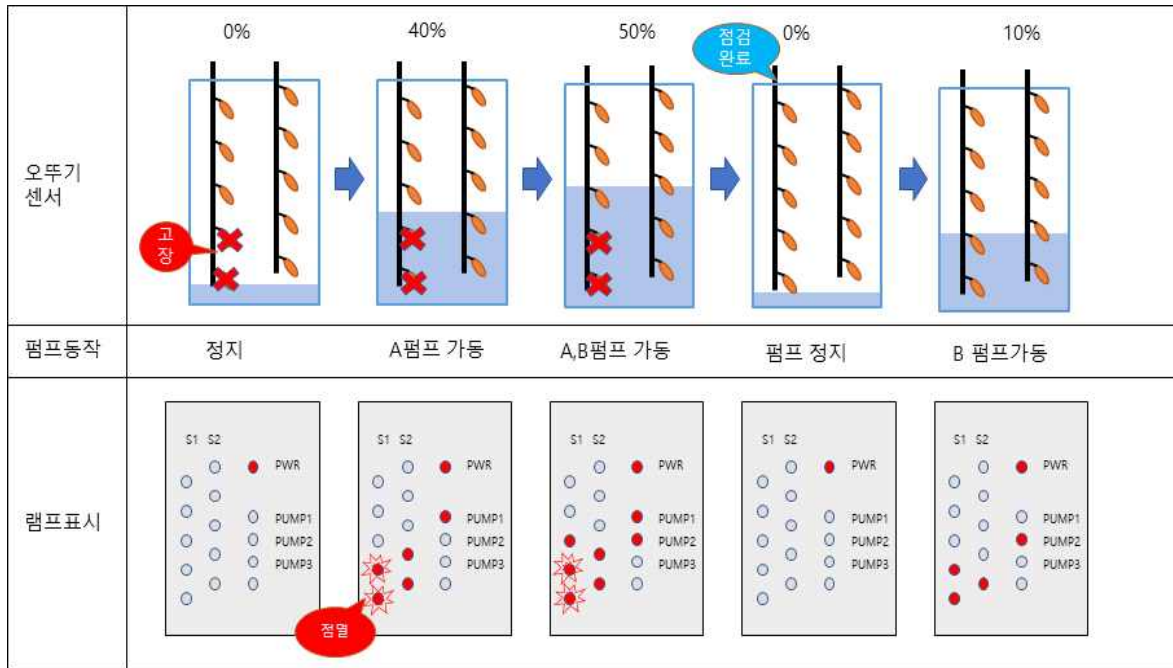 0%
40%
50%
점검
완료
0%
10%
오뚜기
센서
고
장
펌프동작
정지
A펌프 가동
A,B펌프 가동
펌프 정지
B 펌프가동
램프표시
S1 S2
PWR
PUMP1
PUMP2
PUMP3
S1 S2
PWR
PUMP1
PUMP2
PUMP3
점멸
S1 S2
PWR
PUMP1
PUMP2
PUMP3
S1 S2
PWR
PUMP1
PUMP2
PUMP3
S1 S2
PWR
PUMP1
PUMP2
PUMP3